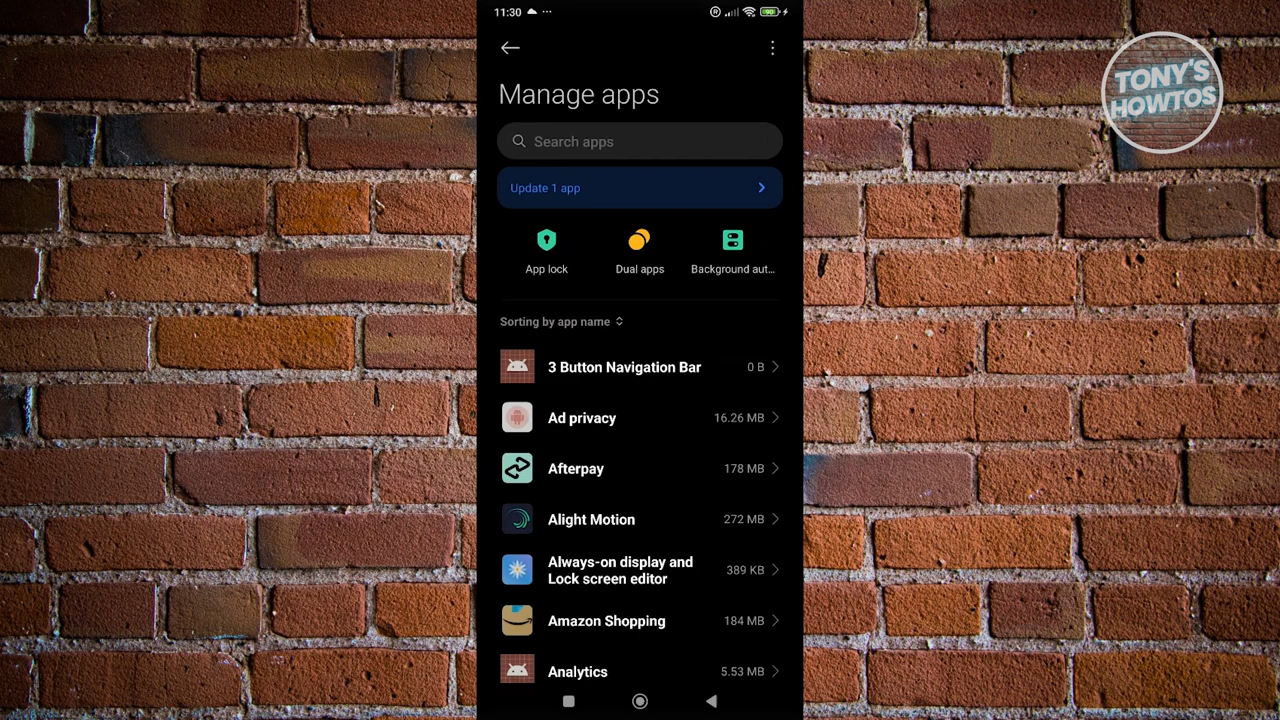 11:30
90
TONY'S
HOWTOS
Manage apps
Search apps
Update 1 app
App lock
Dual apps
Background aut...
Sorting by app name
3 Button Navigation Bar
0 B
Ad privacy
16.26 MB
Afterpay
178 MB
Alight Motion
272 MB
Always-on display and
Lock screen editor
389 KB
Amazon Shopping
184 MB
Analytics
5.53 MB